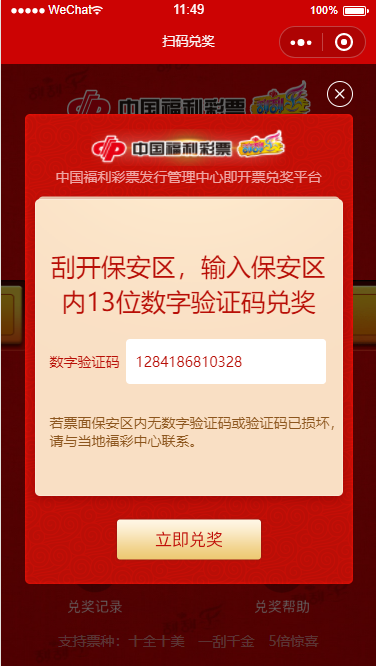 WeChat 11:49 100%
扫码兑奖
中国福利彩票 刮刮乐
中国福利彩票 刮刮乐
中国福利彩票发行管理中心即开票兑奖平台
刮开保安区，输入保安区
内13位数字验证码兑奖
数字验证码 1284186810328
若票面保安区内无数字验证码或验证码已损坏，
请与当地福彩中心联系。
立即兑奖
兑奖记录 兑奖帮助
支持票种：十全十美 一刮千金 5倍惊喜